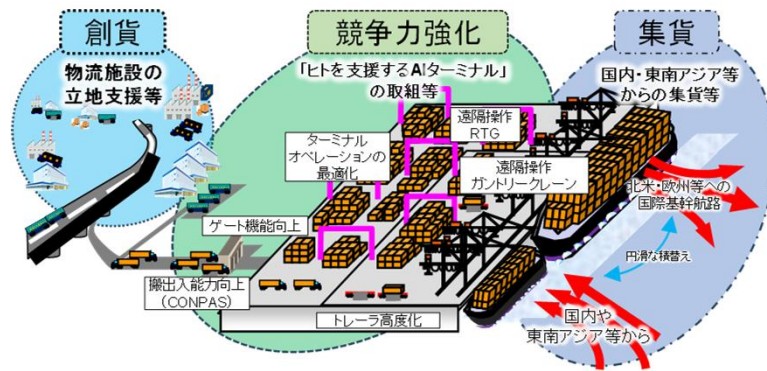 創貨
物流施設の
立地支援等
競争力強化
「ヒトを支援するAIターミナル」
の取組等
集貨
国内・東南アジア等
からの集貨等
遠隔操作
RTG
ターミナル
オペレーションの
最適化
遠隔操作
ガントリークレーン
北米・欧州等への
国際基幹航路
ゲート機能向上
円滑な積替え
搬出入能力向上
(CONPAS)
トレーラ高度化
国内や
東南アジア等から